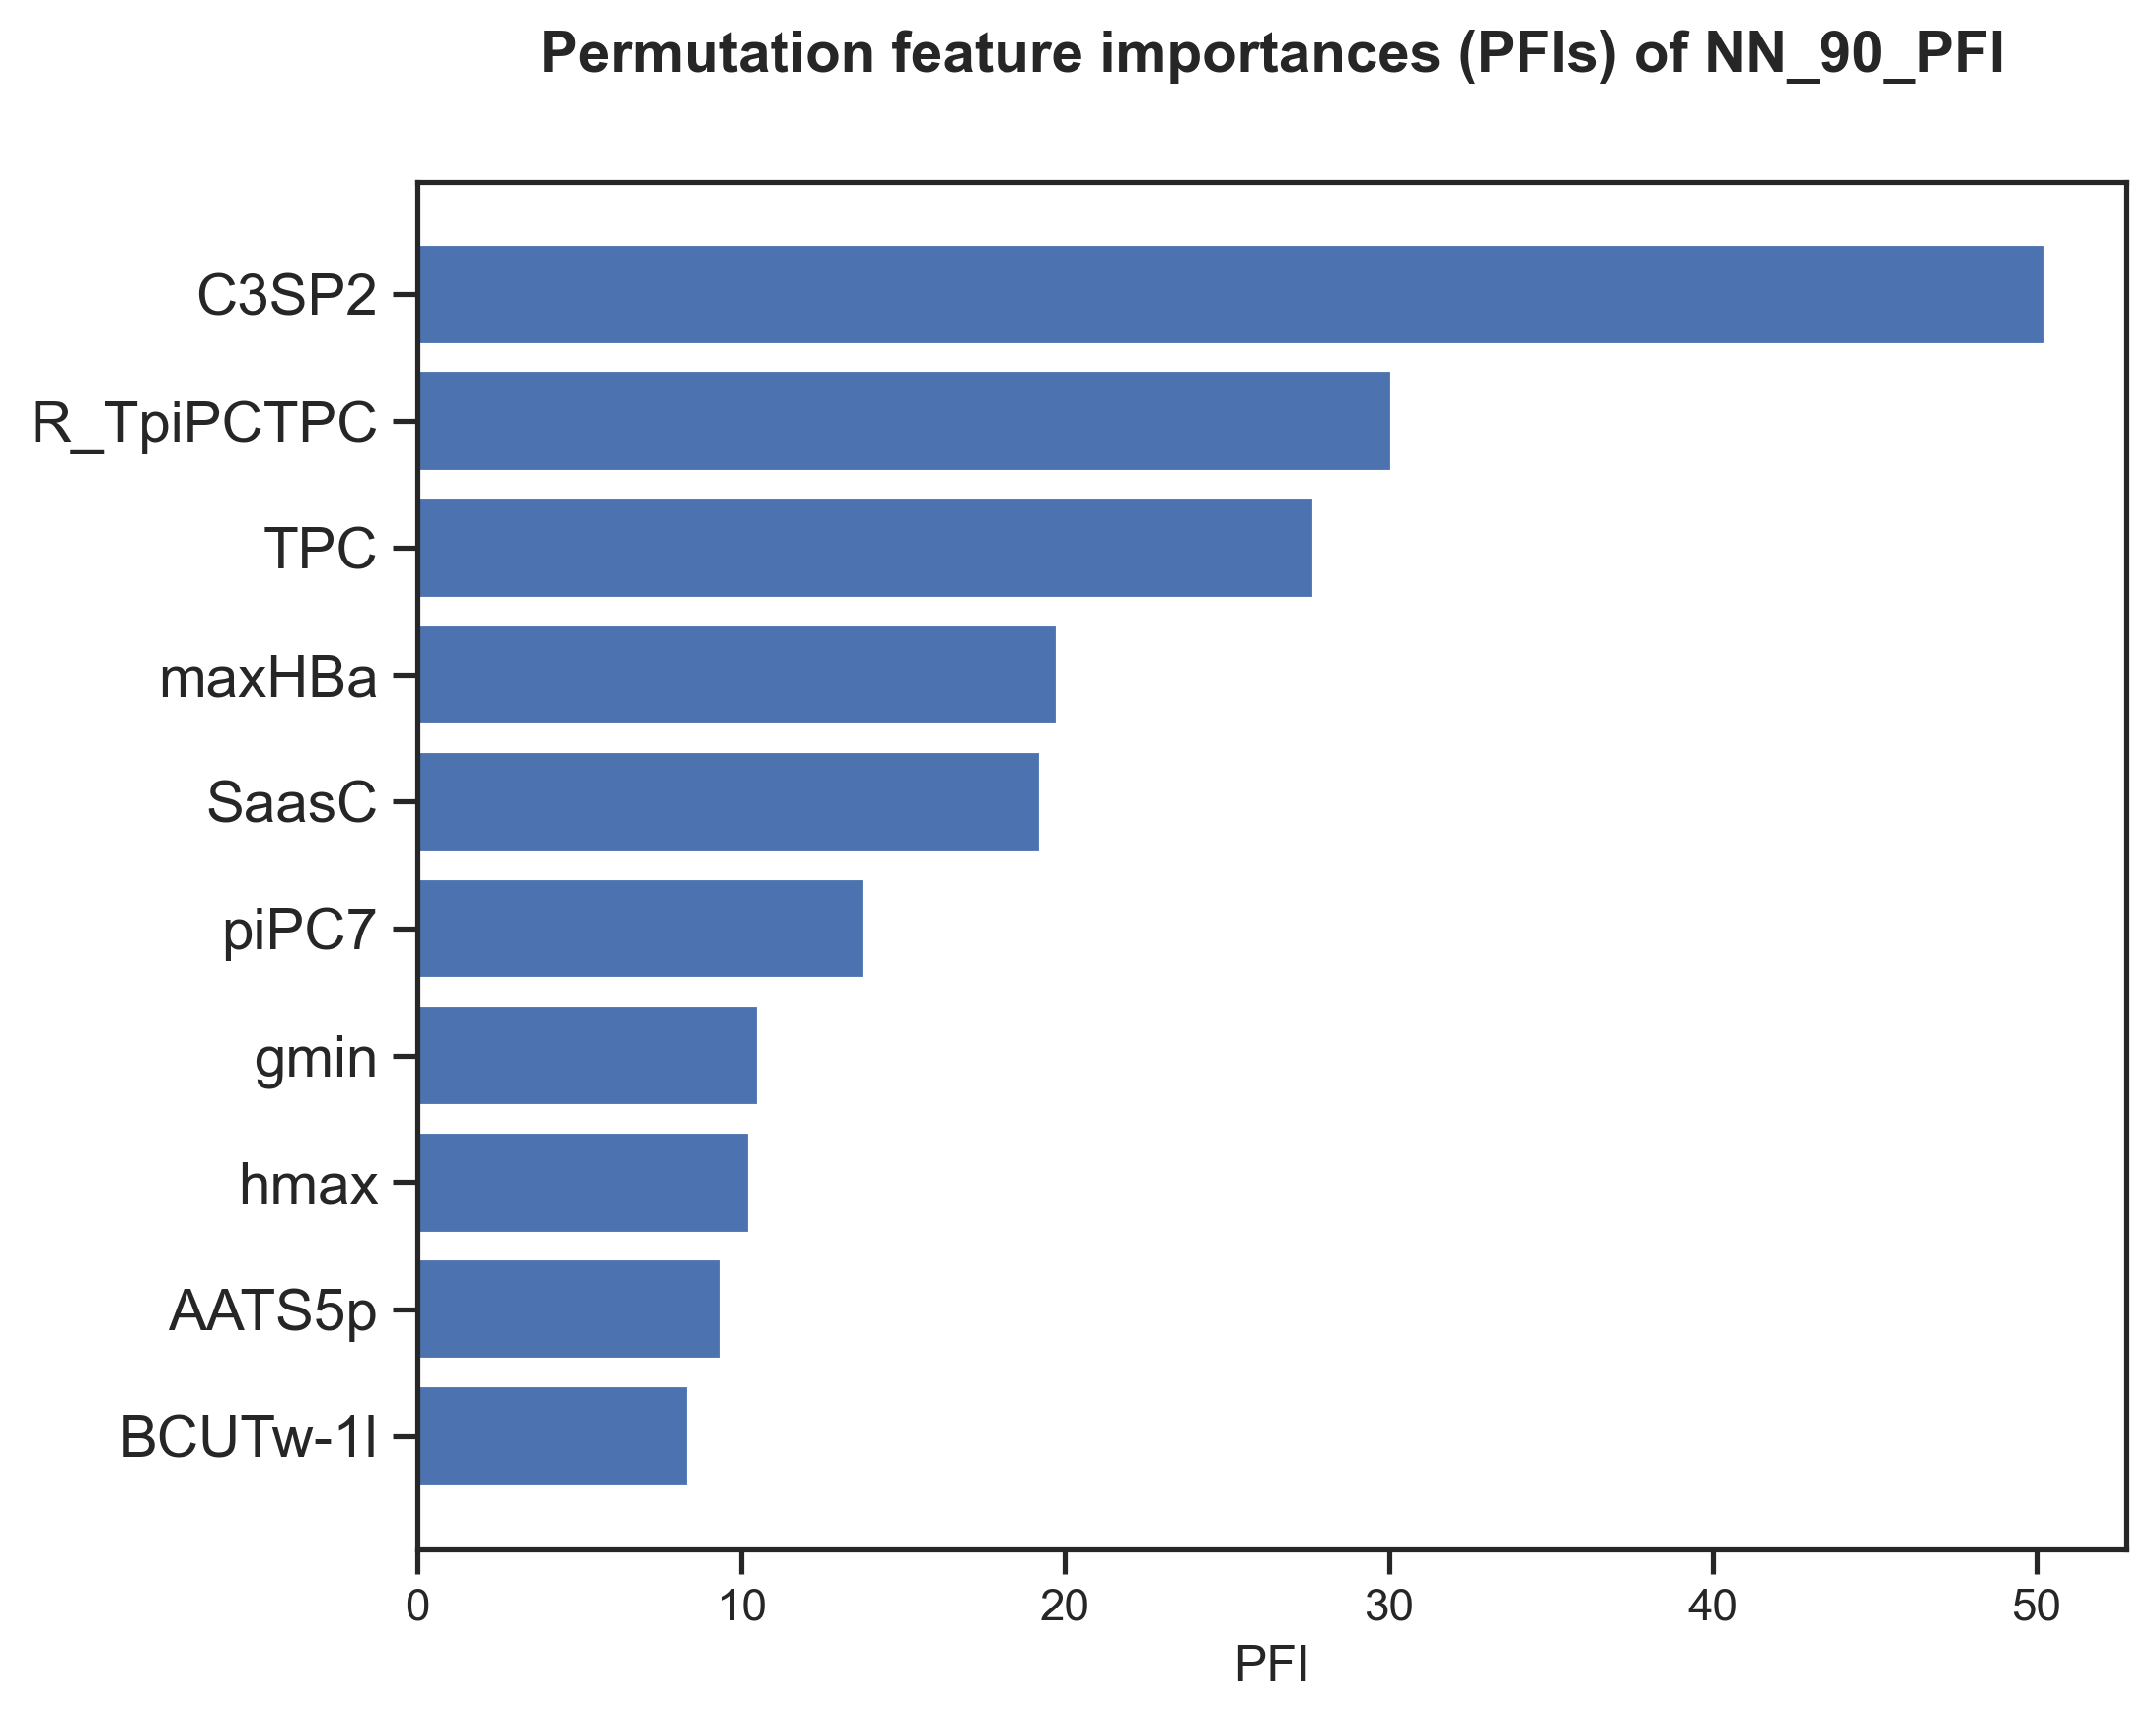 Permutation feature importances (PFIs) of NN_90_PFI
C3SP2
R_TpiPCTPC
TPC
maxHBa
SaasC
piPC7
gmin
hmax
AATS5p
BCUTw-1l
0 10 20 30 40 50
PFI